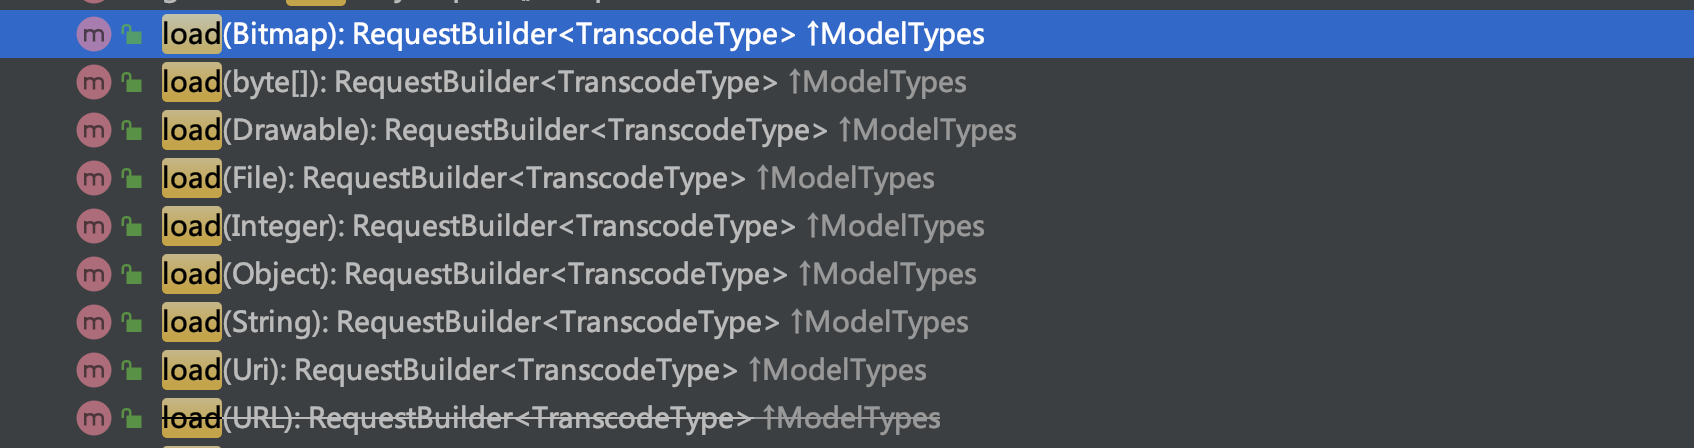 m load(Bitmap): RequestBuilder<TranscodeType> ↑ModelTypes
m load(byte[]): RequestBuilder<TranscodeType> ↑ModelTypes
m load(Drawable): RequestBuilder<TranscodeType> ↑ModelTypes
m load(File): RequestBuilder<TranscodeType> ↑ModelTypes
m load(Integer): RequestBuilder<TranscodeType> ↑ModelTypes
m load(Object): RequestBuilder<TranscodeType> ↑ModelTypes
m load(String): RequestBuilder<TranscodeType> ↑ModelTypes
m load(Uri): RequestBuilder<TranscodeType> ↑ModelTypes
m load(URL): RequestBuilder<TranscodeType> ↑ModelTypes